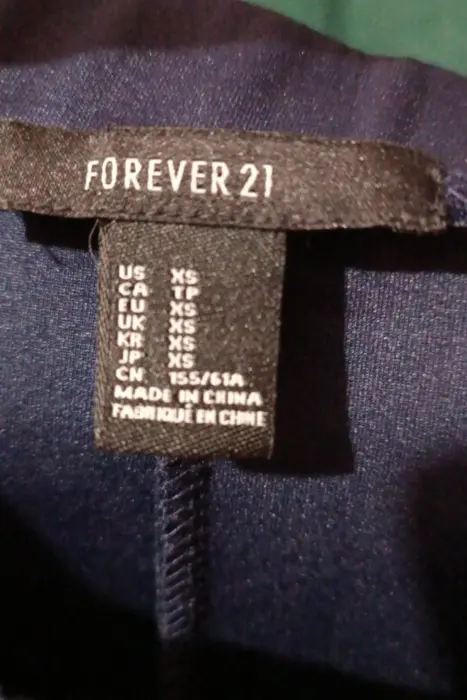 FOREVER 21
US XS
CA TP
EU XS
UK XS
KR XS
JP XS
CN 155/61A
MADE IN CHINA
FABRIQUÉ EN CHINE